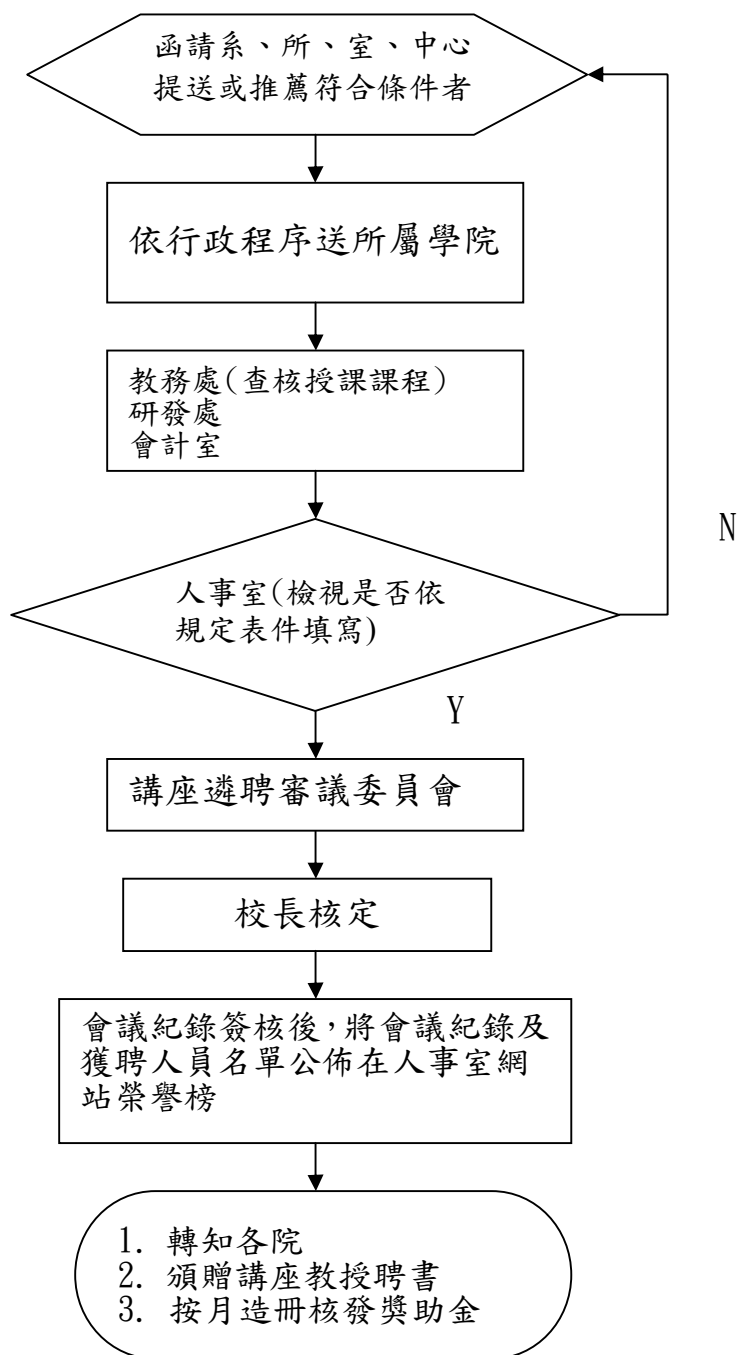 函請系、所、室、中心
提送或推薦符合條件者
依行政程序送所屬學院
教務處(查核授課課程)
研發處
會計室
N
人事室(檢視是否依
規定表件填寫)
Y
講座遴聘審議委員會
校長核定
會議紀錄簽核後,將會議紀錄及
獲聘人員名單公佈在人事室網
站榮譽榜
1. 轉知各院
2. 頒贈講座教授聘書
3. 按月造冊核發獎助金